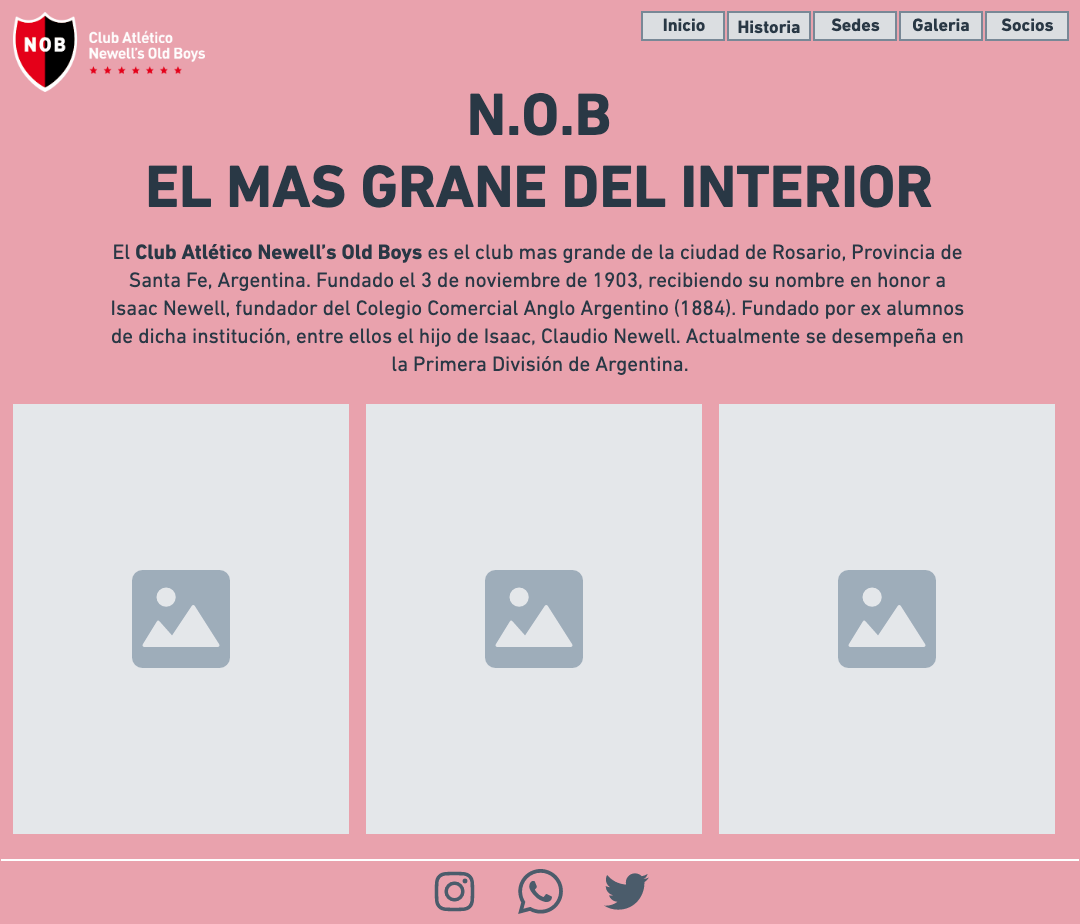 NOB
Club Atlético
Newell's Old Boys
Inicio
Historia
Sedes
Galeria
Socios
N.O.B
EL MAS GRANE DEL INTERIOR
El Club Atlético Newell's Old Boys es el club mas grande de la ciudad de Rosario, Provincia de
Santa Fe, Argentina. Fundado el 3 de noviembre de 1903, recibiendo su nombre en honor a
Isaac Newell, fundador del Colegio Comercial Anglo Argentino (1884). Fundado por ex alumnos
de dicha institución, entre ellos el hijo de Isaac, Claudio Newell. Actualmente se desempeña en
la Primera División de Argentina.